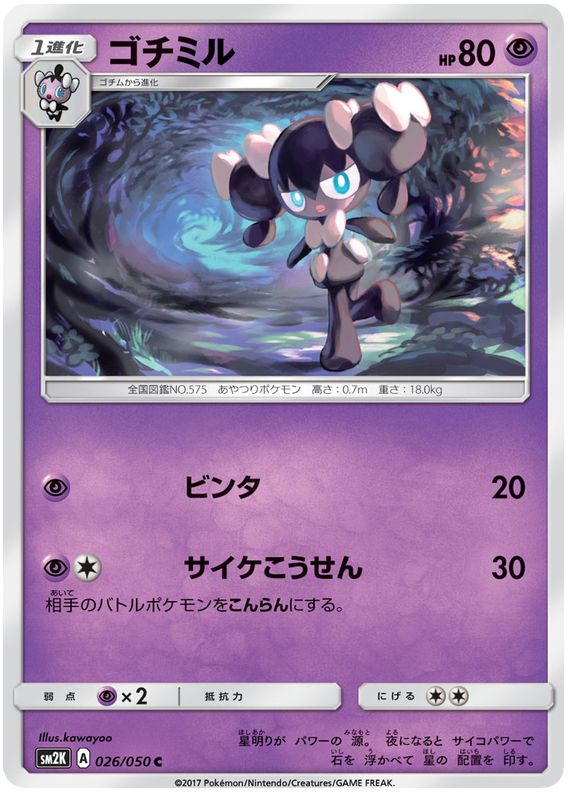 1進化
ゴチミル
HP 80
ゴチムから進化
全国図鑑NO.575 あやつりポケモン 高さ:0.7m 重さ:18.0kg
ビンタ 20
サイケこうせん 30
相手のバトルポケモンをこんらんにする。
弱点 ×2 抵抗力 にげる
Illus.kawayoo
星明りが パワーの 源。 夜になると サイコパワーで
石を 浮かべて 星の 配置を 印す。
SM2K A 026/050 C
©2017 Pokémon/Nintendo/Creatures/GAME FREAK.